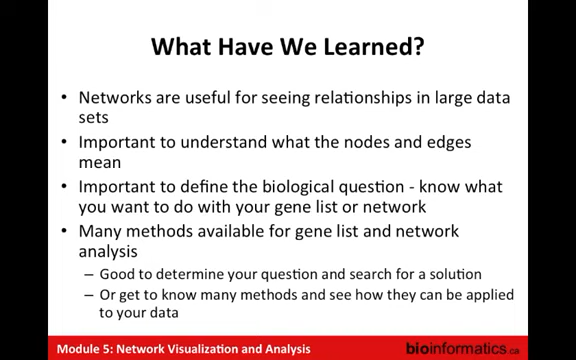 What Have We Learned?
• Networks are useful for seeing relationships in large data
sets
• Important to understand what the nodes and edges
mean
• Important to define the biological question - know what
you want to do with your gene list or network
• Many methods available for gene list and network
analysis
– Good to determine your question and search for a solution
– Or get to know many methods and see how they can be applied
to your data
Module 5: Network Visualization and Analysis
bioinformatics.ca